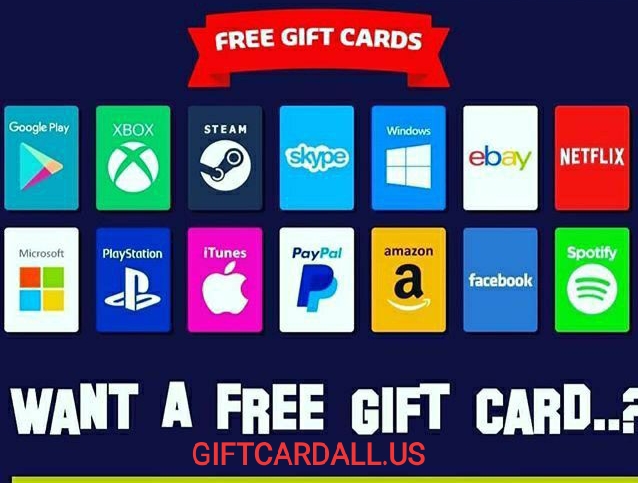 FREE GIFT CARDS
Google Play
XBOX
STEAM
skype
Windows
ebay
NETFLIX
Microsoft
PlayStation
iTunes
PayPal
amazon
a
facebook
Spotify
WANT A FREE GIFT CARD..?
GIFTCARDALL.US